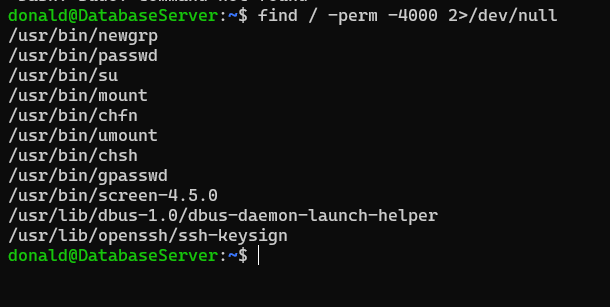 donald@DatabaseServer:~$ find / -perm -4000 2>/dev/null
/usr/bin/newgrp
/usr/bin/passwd
/usr/bin/su
/usr/bin/mount
/usr/bin/chfn
/usr/bin/umount
/usr/bin/chsh
/usr/bin/gpasswd
/usr/bin/screen-4.5.0
/usr/lib/dbus-1.0/dbus-daemon-launch-helper
/usr/lib/openssh/ssh-keysign
donald@DatabaseServer:~$